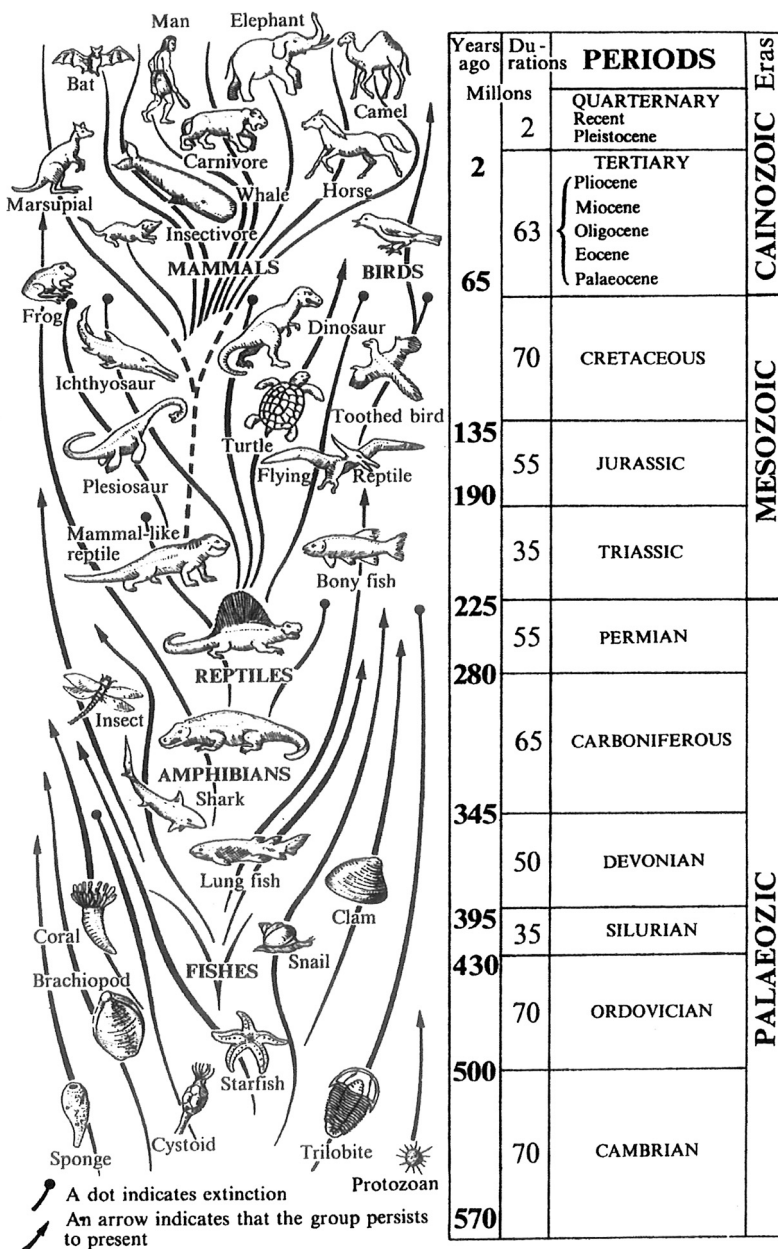 Man
Elephant
Bat
Camel
Carnivore
Marsupial
Whale
Horse
Insectivore
MAMMALS
BIRDS
Frog
Dinosaur
Ichthyosaur
Toothed bird
Turtle
Plesiosaur
Flying Reptile
Mammal-like
reptile
Bony fish
REPTILES
Insect
AMPHIBIANS
Shark
Lung fish
Clam
Coral
FISHES
Snail
Brachiopod
Starfish
Cystoid
Sponge
Trilobite
Protozoan
A dot indicates extinction
An arrow indicates that the group persists
to present
Years
ago
Du-
rations
Millons
PERIODS
Eras
QUARTERNARY
Recent
Pleistocene
2
2
TERTIARY
Pliocene
Miocene
Oligocene
Eocene
Palaeocene
63
65
CAINOZOIC
70
CRETACEOUS
135
55
JURASSIC
190
35
TRIASSIC
225
MESOZOIC
55
PERMIAN
280
65
CARBONIFEROUS
345
50
DEVONIAN
395
35
SILURIAN
430
70
ORDOVICIAN
500
70
CAMBRIAN
570
PALAEOZIC